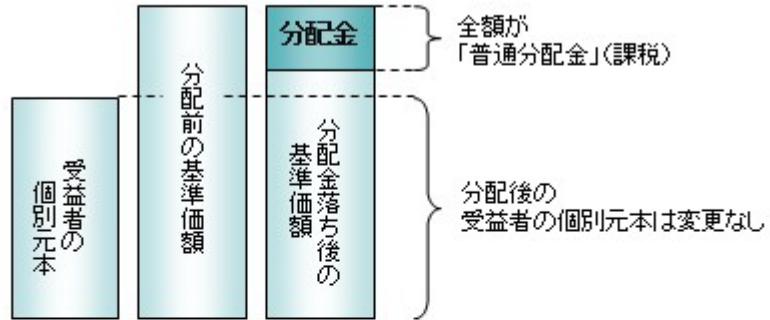 受益者の
個別元本
分配前の基準価額
分配金
分配金落ち後の
基準価額
全額が
「普通分配金」(課税)
分配後の
受益者の個別元本は変更なし